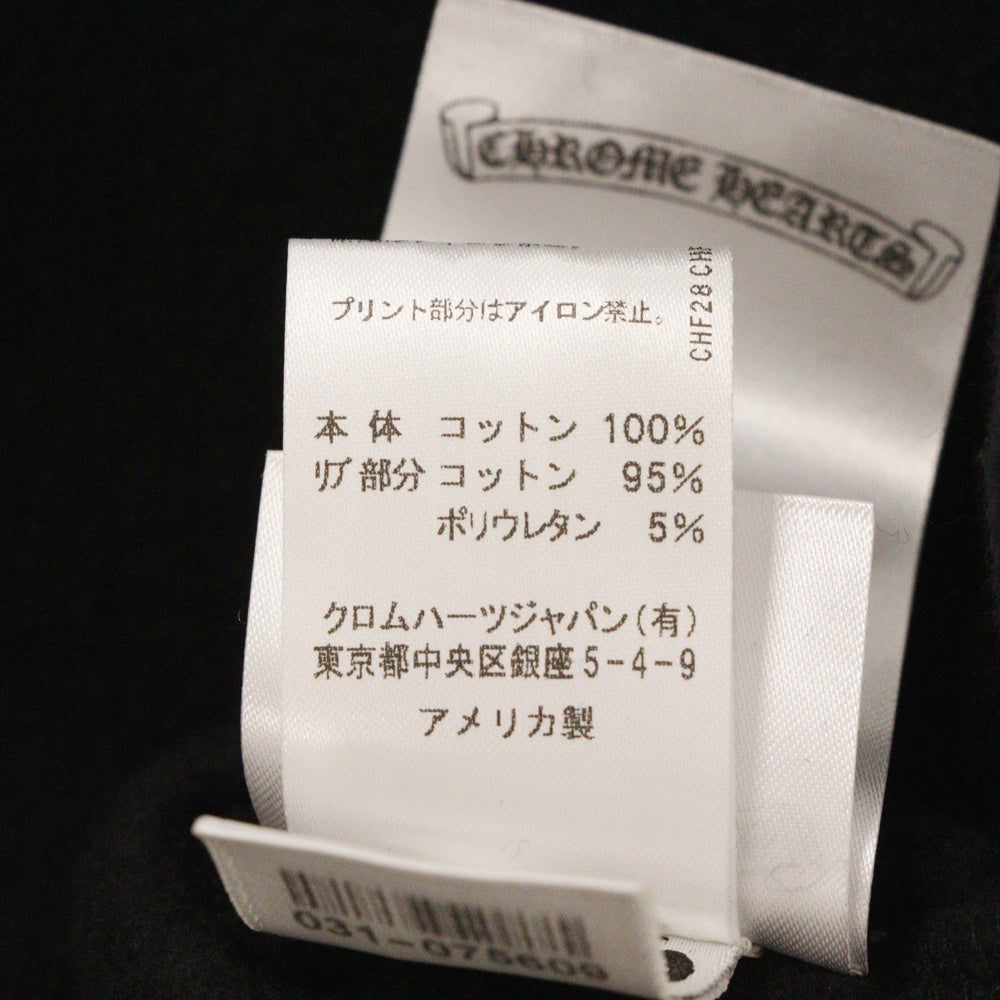 CHROME HEARTS
CHF28 CH
プリント部分はアイロン禁止。
本 体 コットン 100%
リブ部分 コットン 95%
ポリウレタン 5%
クロムハーツジャパン(有)
東京都中央区銀座5-4-9
アメリカ製
031-075609